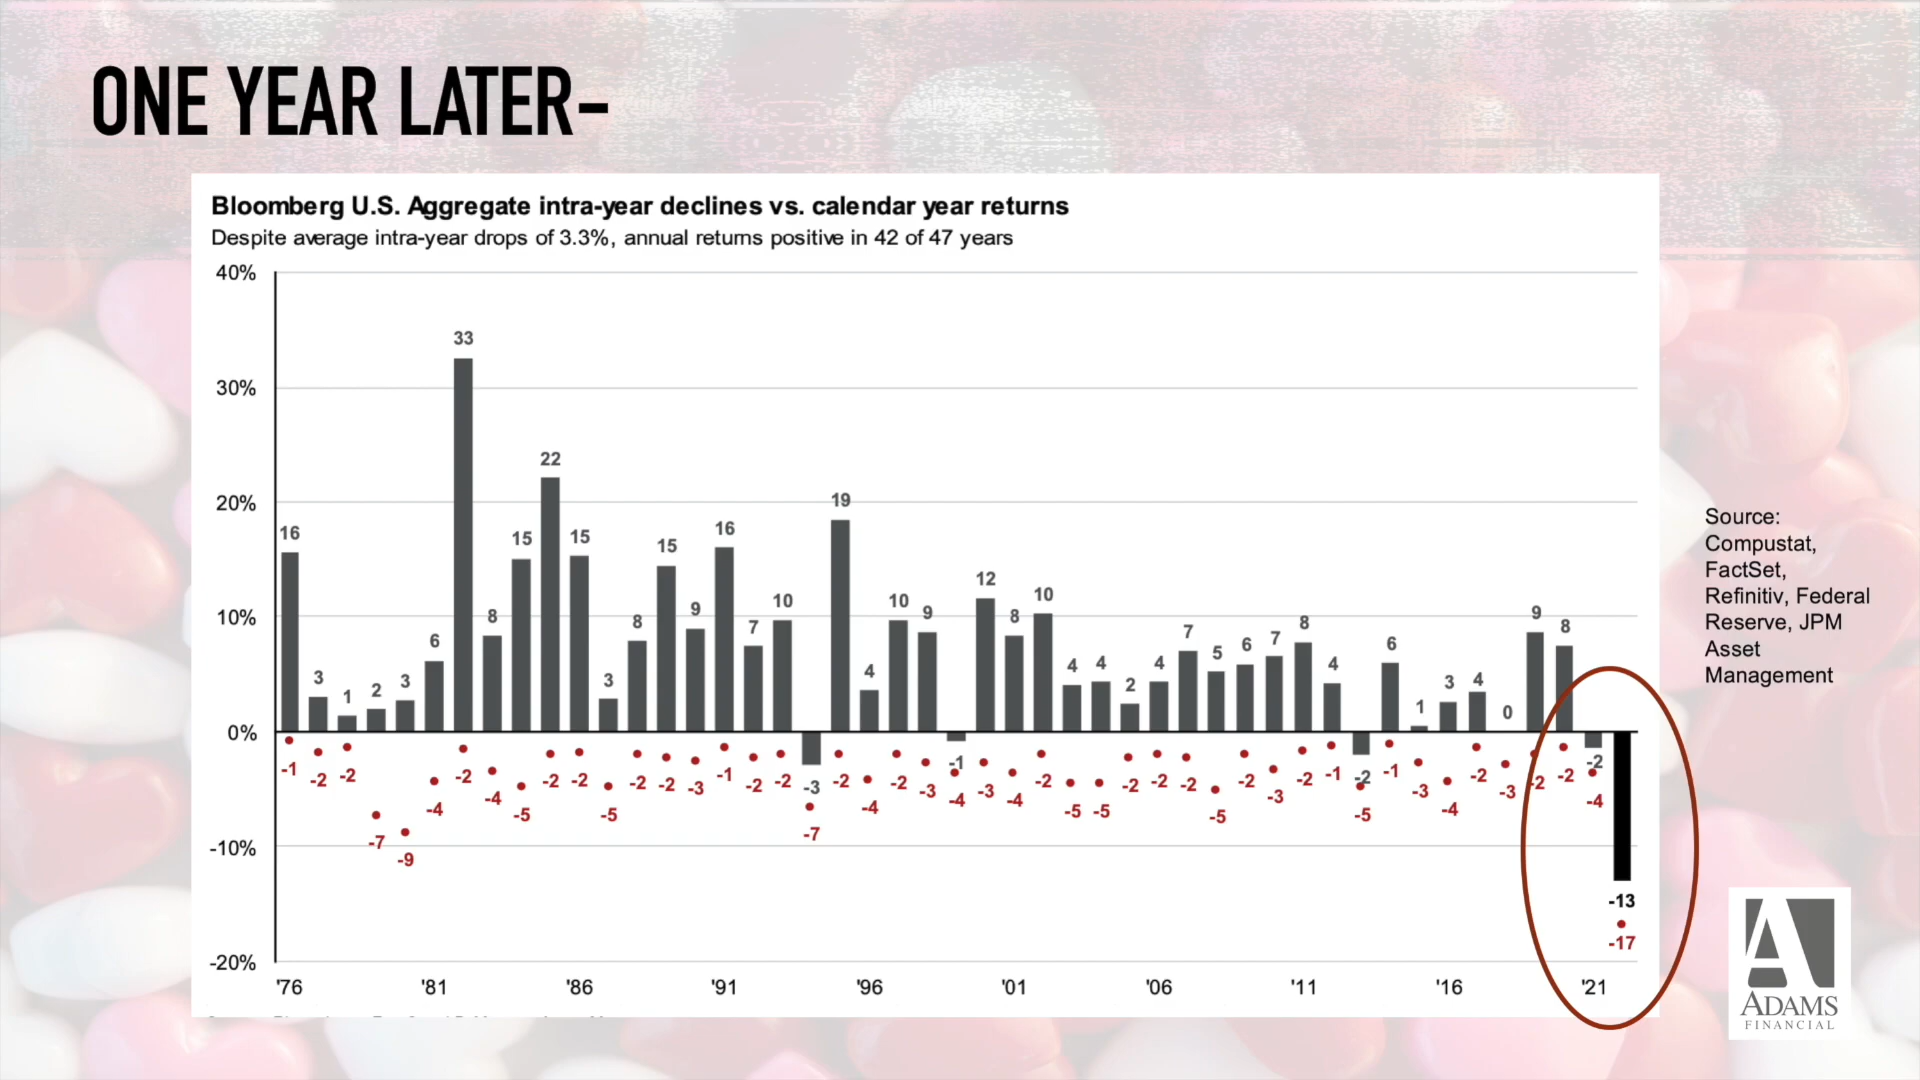 ONE YEAR LATER–
Bloomberg U.S. Aggregate intra-year declines vs. calendar year returns
Despite average intra-year drops of 3.3%, annual returns positive in 42 of 47 years
40%
30%
20%
10%
0%
-10%
-20%
16 3 1 2 3 6 33 8 15 22 15 3 8 15 9 16 7 10 -3 19 4 10 9 -1 12 8 10 4 4 2 4 7 5 6 7 8 4 -2 6 1 3 4 0 9 8 -2 -13
-1 -2 -2 -7 -9 -4 -2 -4 -5 -2 -2 -5 -2 -2 -3 -1 -2 -2 -7 -2 -4 -2 -3 -4 -3 -4 -2 -5 -5 -2 -2 -2 -5 -2 -3 -2 -1 -5 -1 -3 -4 -2 -3 -2 -2 -4 -17
'76 '81 '86 '91 '96 '01 '06 '11 '16 '21
Source:
Compustat,
FactSet,
Refinitiv, Federal
Reserve, JPM
Asset
Management
A
ADAMS
FINANCIAL